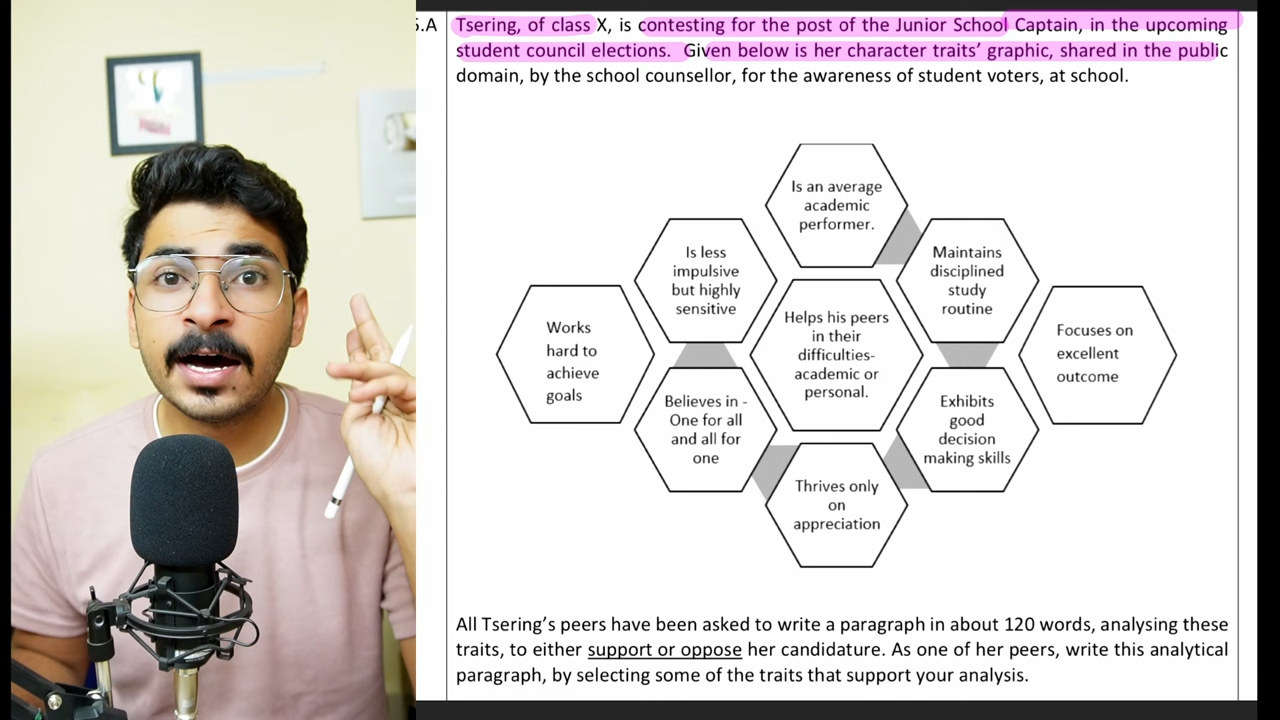 5.A Tsering, of class X, is contesting for the post of the Junior School Captain, in the upcoming
student council elections. Given below is her character traits’ graphic, shared in the public
domain, by the school counsellor, for the awareness of student voters, at school.
Is an average
academic
performer.
Is less
impulsive
but highly
sensitive
Maintains
disciplined
study
routine
Works
hard to
achieve
goals
Helps his peers
in their
difficulties-
academic or
personal.
Focuses on
excellent
outcome
Believes in -
One for all
and all for
one
Exhibits
good
decision
making skills
Thrives only
on
appreciation
All Tsering’s peers have been asked to write a paragraph in about 120 words, analysing these
traits, to either support or oppose her candidature. As one of her peers, write this analytical
paragraph, by selecting some of the traits that support your analysis.